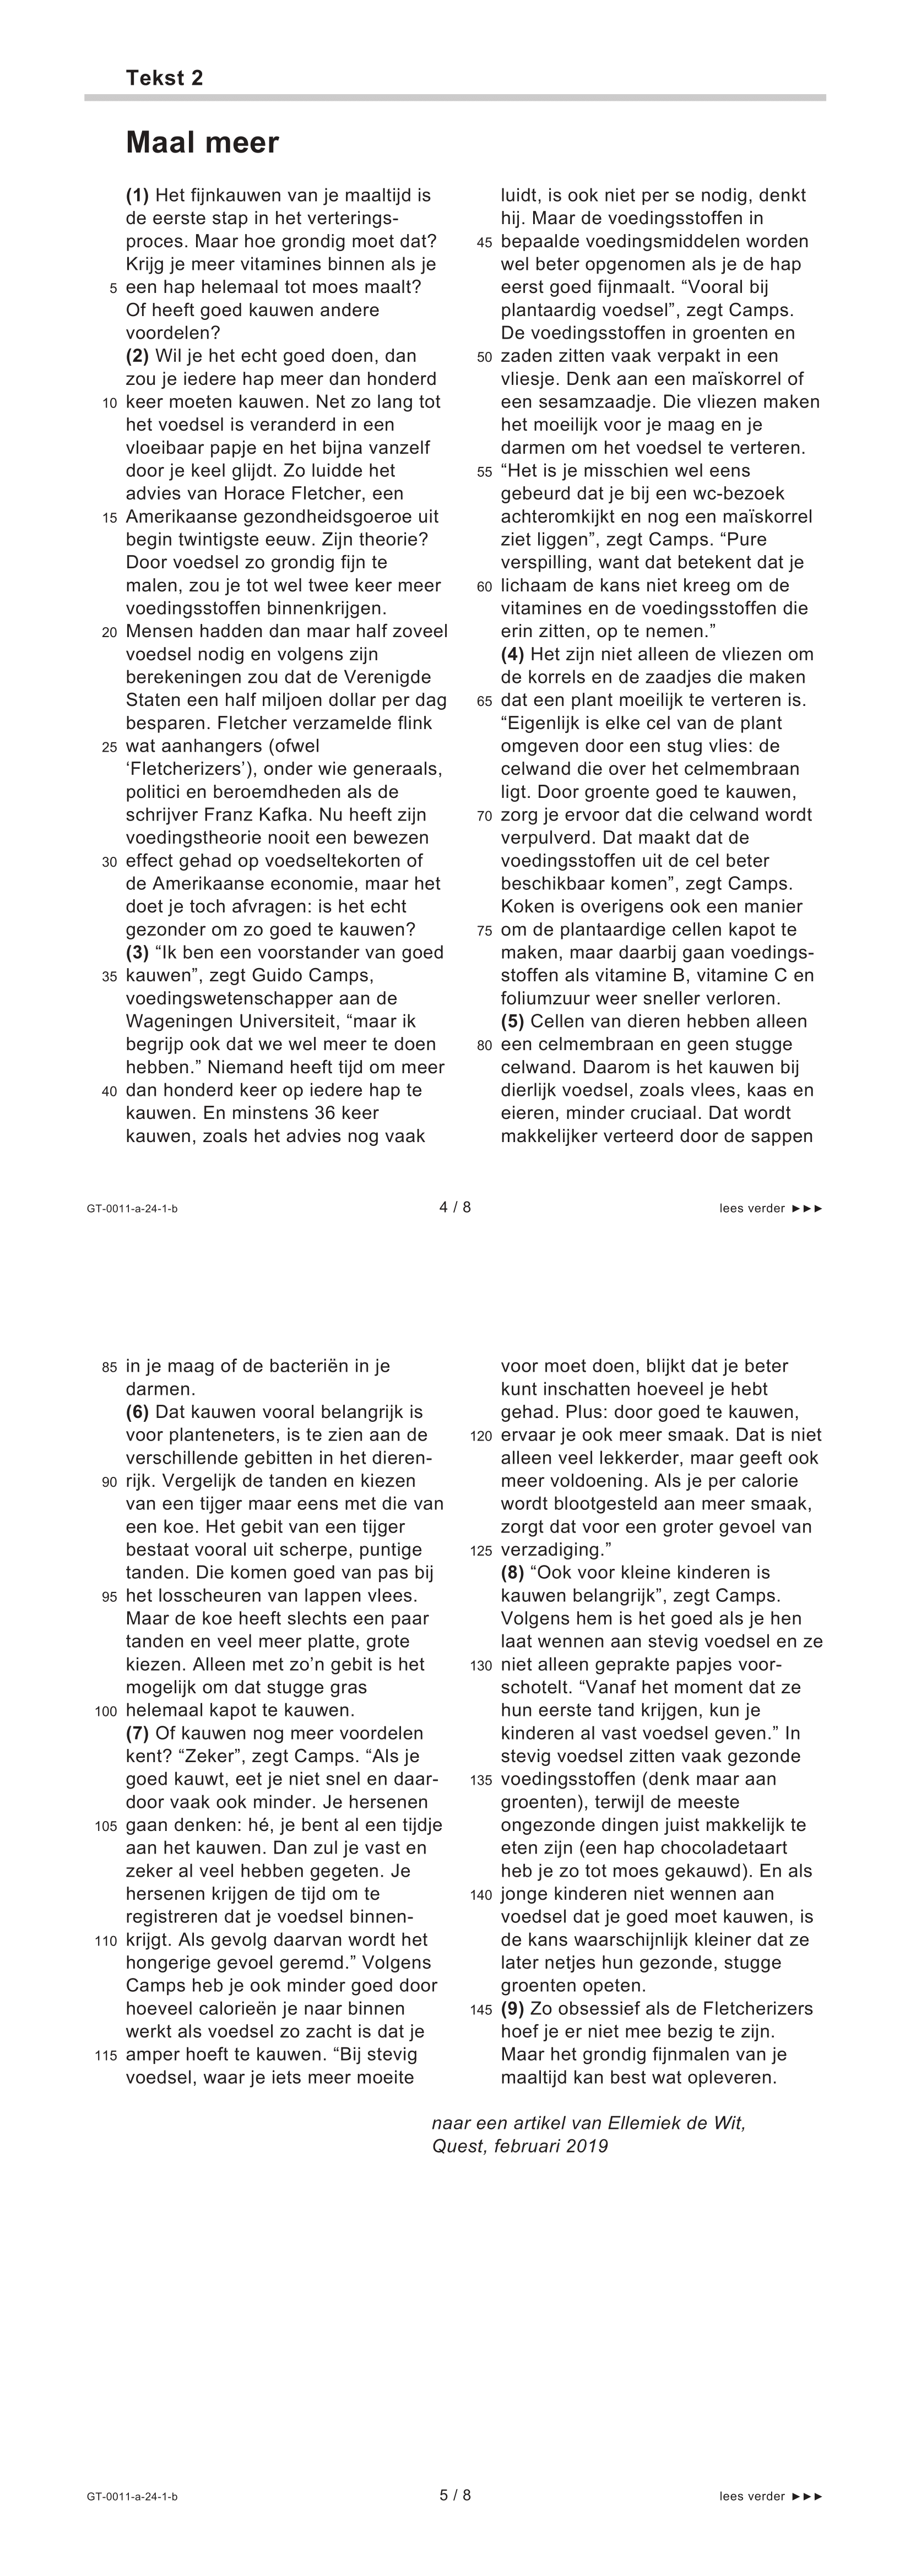 Tekst 2
Maal meer
(1) Het fijnkauwen van je maaltijd is
de eerste stap in het verterings-
proces. Maar hoe grondig moet dat?
Krijg je meer vitamines binnen als je
5 een hap helemaal tot moes maalt?
Of heeft goed kauwen andere
voordelen?
(2) Wil je het echt goed doen, dan
zou je iedere hap meer dan honderd
10 keer moeten kauwen. Net zo lang tot
het voedsel is veranderd in een
vloeibaar papje en het bijna vanzelf
door je keel glijdt. Zo luidde het
advies van Horace Fletcher, een
15 Amerikaanse gezondheidsgoeroe uit
begin twintigste eeuw. Zijn theorie?
Door voedsel zo grondig fijn te
malen, zou je tot wel twee keer meer
voedingsstoffen binnenkrijgen.
20 Mensen hadden dan maar half zoveel
voedsel nodig en volgens zijn
berekeningen zou dat de Verenigde
Staten een half miljoen dollar per dag
besparen. Fletcher verzamelde flink
25 wat aanhangers (ofwel
‘Fletcherizers’), onder wie generaals,
politici en beroemdheden als de
schrijver Franz Kafka. Nu heeft zijn
voedingstheorie nooit een bewezen
30 effect gehad op voedseltekorten of
de Amerikaanse economie, maar het
doet je toch afvragen: is het echt
gezonder om zo goed te kauwen?
(3) “Ik ben een voorstander van goed
35 kauwen”, zegt Guido Camps,
voedingswetenschapper aan de
Wageningen Universiteit, “maar ik
begrijp ook dat we wel meer te doen
hebben.” Niemand heeft tijd om meer
40 dan honderd keer op iedere hap te
kauwen. En minstens 36 keer
kauwen, zoals het advies nog vaak
luidt, is ook niet per se nodig, denkt
hij. Maar de voedingsstoffen in
45 bepaalde voedingsmiddelen worden
wel beter opgenomen als je de hap
eerst goed fijnmaalt. “Vooral bij
plantaardig voedsel”, zegt Camps.
De voedingsstoffen in groenten en
50 zaden zitten vaak verpakt in een
vliesje. Denk aan een maïskorrel of
een sesamzaadje. Die vliezen maken
het moeilijk voor je maag en je
darmen om het voedsel te verteren.
55 “Het is je misschien wel eens
gebeurd dat je bij een wc-bezoek
achteromkijkt en nog een maïskorrel
ziet liggen”, zegt Camps. “Pure
verspilling, want dat betekent dat je
60 lichaam de kans niet kreeg om de
vitamines en de voedingsstoffen die
erin zitten, op te nemen.”
(4) Het zijn niet alleen de vliezen om
de korrels en de zaadjes die maken
65 dat een plant moeilijk te verteren is.
“Eigenlijk is elke cel van de plant
omgeven door een stug vlies: de
celwand die over het celmembraan
ligt. Door groente goed te kauwen,
70 zorg je ervoor dat die celwand wordt
verpulverd. Dat maakt dat de
voedingsstoffen uit de cel beter
beschikbaar komen”, zegt Camps.
Koken is overigens ook een manier
75 om de plantaardige cellen kapot te
maken, maar daarbij gaan voedings-
stoffen als vitamine B, vitamine C en
foliumzuur weer sneller verloren.
(5) Cellen van dieren hebben alleen
80 een celmembraan en geen stugge
celwand. Daarom is het kauwen bij
dierlijk voedsel, zoals vlees, kaas en
eieren, minder cruciaal. Dat wordt
makkelijker verteerd door de sappen
GT-0011-a-24-1-b
4 / 8
lees verder ►►►
85 in je maag of de bacteriën in je
darmen.
(6) Dat kauwen vooral belangrijk is
voor planteneters, is te zien aan de
verschillende gebitten in het dieren-
90 rijk. Vergelijk de tanden en kiezen
van een tijger maar eens met die van
een koe. Het gebit van een tijger
bestaat vooral uit scherpe, puntige
tanden. Die komen goed van pas bij
95 het losscheuren van lappen vlees.
Maar de koe heeft slechts een paar
tanden en veel meer platte, grote
kiezen. Alleen met zo’n gebit is het
mogelijk om dat stugge gras
100 helemaal kapot te kauwen.
(7) Of kauwen nog meer voordelen
kent? “Zeker”, zegt Camps. “Als je
goed kauwt, eet je niet snel en daar-
door vaak ook minder. Je hersenen
105 gaan denken: hé, je bent al een tijdje
aan het kauwen. Dan zul je vast en
zeker al veel hebben gegeten. Je
hersenen krijgen de tijd om te
registreren dat je voedsel binnen-
110 krijgt. Als gevolg daarvan wordt het
hongerige gevoel geremd.” Volgens
Camps heb je ook minder goed door
hoeveel calorieën je naar binnen
werkt als voedsel zo zacht is dat je
115 amper hoeft te kauwen. “Bij stevig
voedsel, waar je iets meer moeite
voor moet doen, blijkt dat je beter
kunt inschatten hoeveel je hebt
gehad. Plus: door goed te kauwen,
120 ervaar je ook meer smaak. Dat is niet
alleen veel lekkerder, maar geeft ook
meer voldoening. Als je per calorie
wordt blootgesteld aan meer smaak,
zorgt dat voor een groter gevoel van
125 verzadiging.”
(8) “Ook voor kleine kinderen is
kauwen belangrijk”, zegt Camps.
Volgens hem is het goed als je hen
laat wennen aan stevig voedsel en ze
130 niet alleen geprakte papjes voor-
schotelt. “Vanaf het moment dat ze
hun eerste tand krijgen, kun je
kinderen al vast voedsel geven.” In
stevig voedsel zitten vaak gezonde
135 voedingsstoffen (denk maar aan
groenten), terwijl de meeste
ongezonde dingen juist makkelijk te
eten zijn (een hap chocoladetaart
heb je zo tot moes gekauwd). En als
140 jonge kinderen niet wennen aan
voedsel dat je goed moet kauwen, is
de kans waarschijnlijk kleiner dat ze
later netjes hun gezonde, stugge
groenten opeten.
145 (9) Zo obsessief als de Fletcherizers
hoef je er niet mee bezig te zijn.
Maar het grondig fijnmalen van je
maaltijd kan best wat opleveren.
naar een artikel van Ellemiek de Wit,
Quest, februari 2019
GT-0011-a-24-1-b
5 / 8
lees verder ►►►